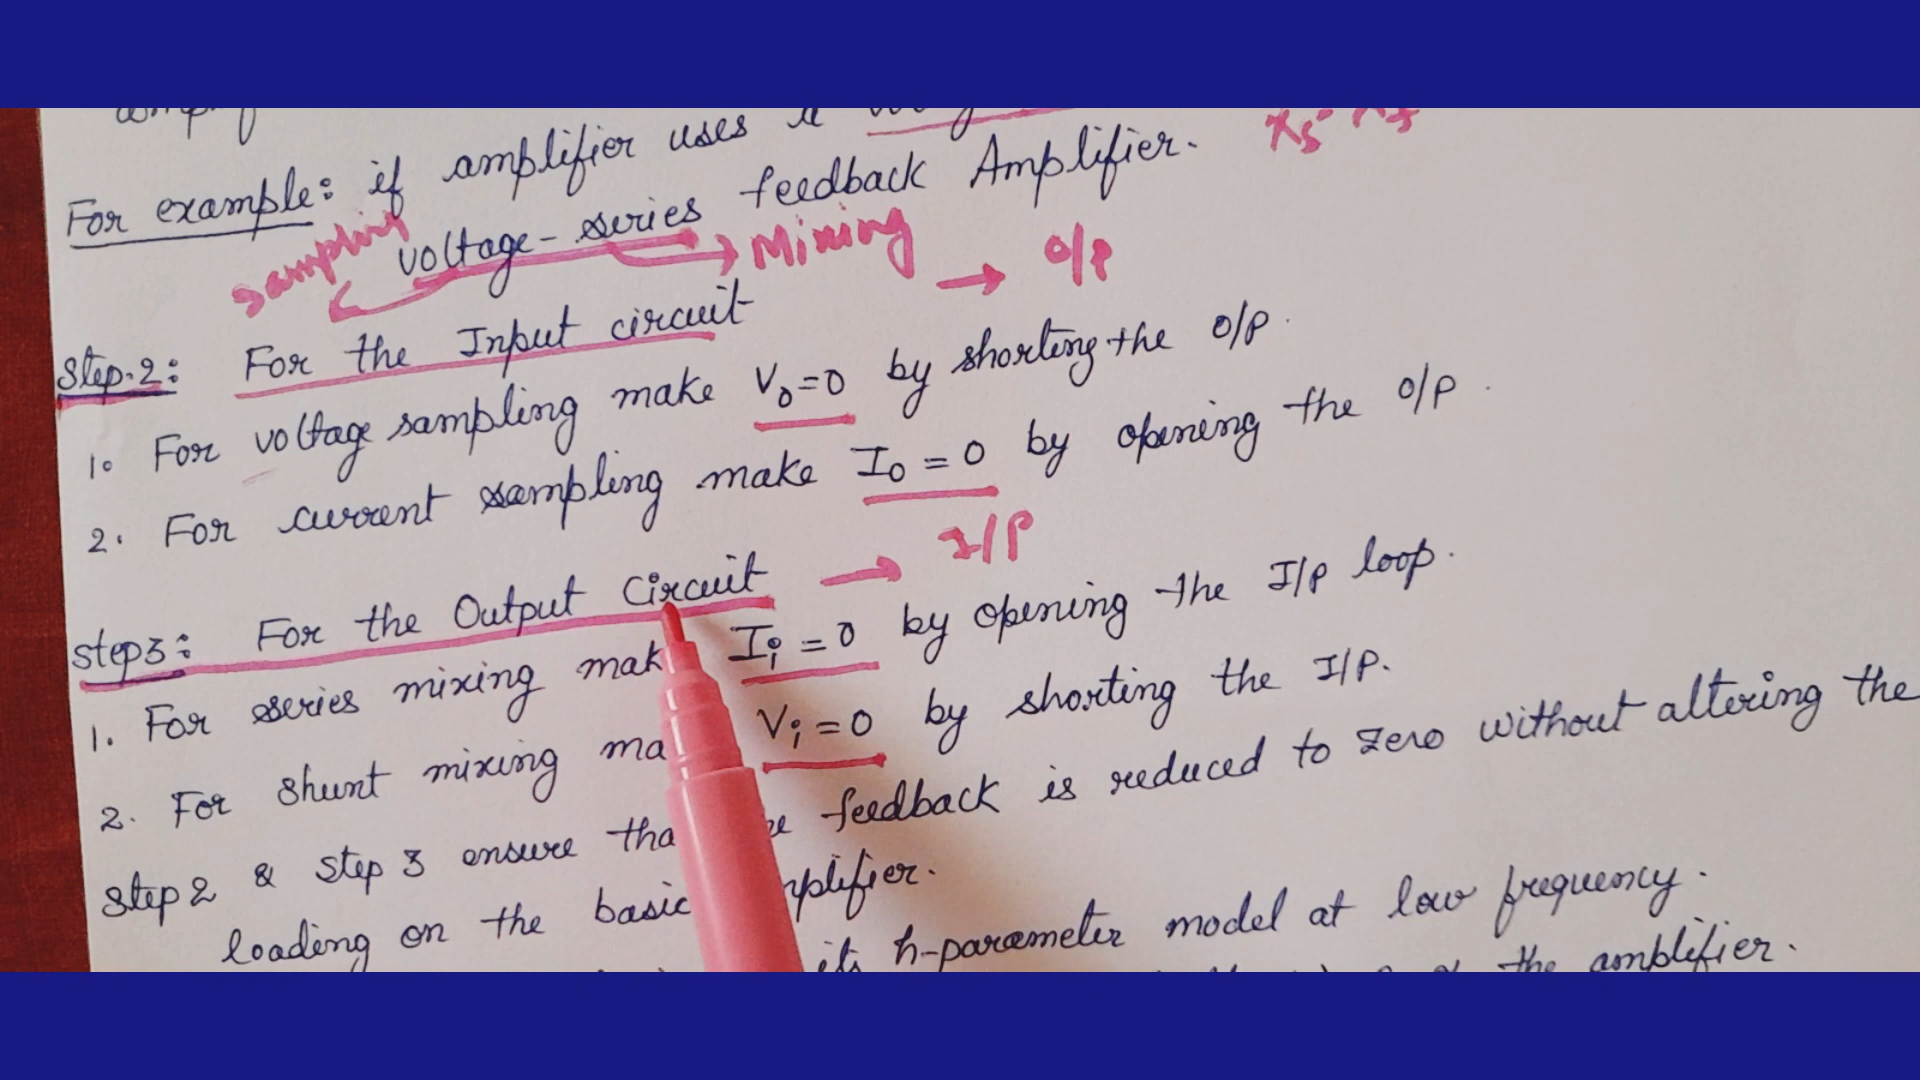 For example: if amplifier uses a
voltage-series feedback Amplifier.
sampling
Mixing
→ O/P
Step-2: For the Input circuit
1. For voltage sampling make V₀=0 by shorting the O/P.
2. For current sampling make I₀ = 0 by opening the O/P.
→ I/P
Step3: For the Output Circuit
1. For series mixing Iᵢ = 0 by opening the I/P loop.
2. For shunt mixing Vᵢ = 0 by shorting the I/P.
Step 2 & Step 3 ensure feedback is reduced to zero without altering the
loading on the basic
h-parameter model at low frequency.
the amplifier.